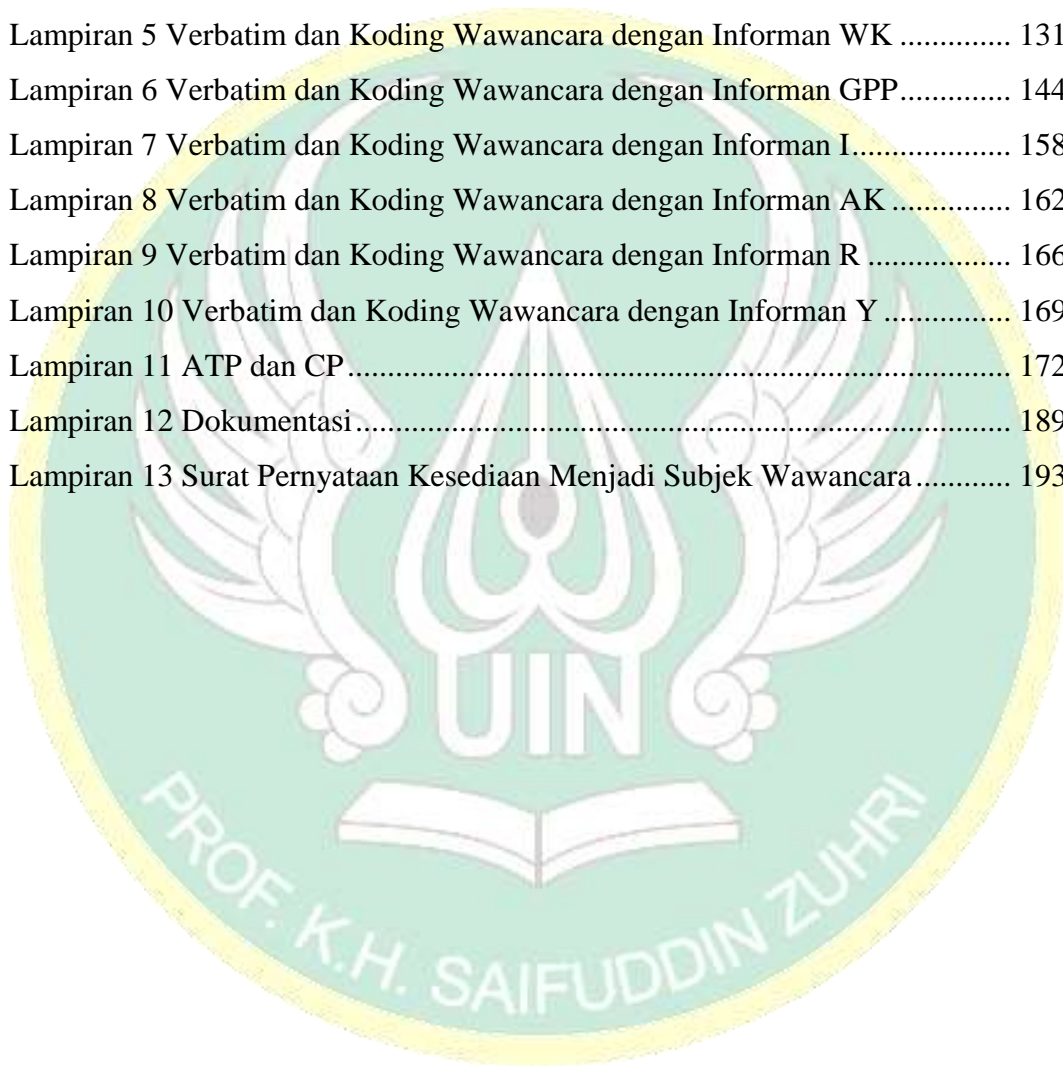 Lampiran 5 Verbatim dan Koding Wawancara dengan Informan WK .............. 131
Lampiran 6 Verbatim dan Koding Wawancara dengan Informan GPP.............. 144
Lampiran 7 Verbatim dan Koding Wawancara dengan Informan I.................... 158
Lampiran 8 Verbatim dan Koding Wawancara dengan Informan AK ............... 162
Lampiran 9 Verbatim dan Koding Wawancara dengan Informan R .................. 166
Lampiran 10 Verbatim dan Koding Wawancara dengan Informan Y ................ 169
Lampiran 11 ATP dan CP.................................................................................... 172
Lampiran 12 Dokumentasi................................................................................... 189
Lampiran 13 Surat Pernyataan Kesediaan Menjadi Subjek Wawancara ............ 193
UIN
PROF. K.H. SAIFUDDIN ZUHRI